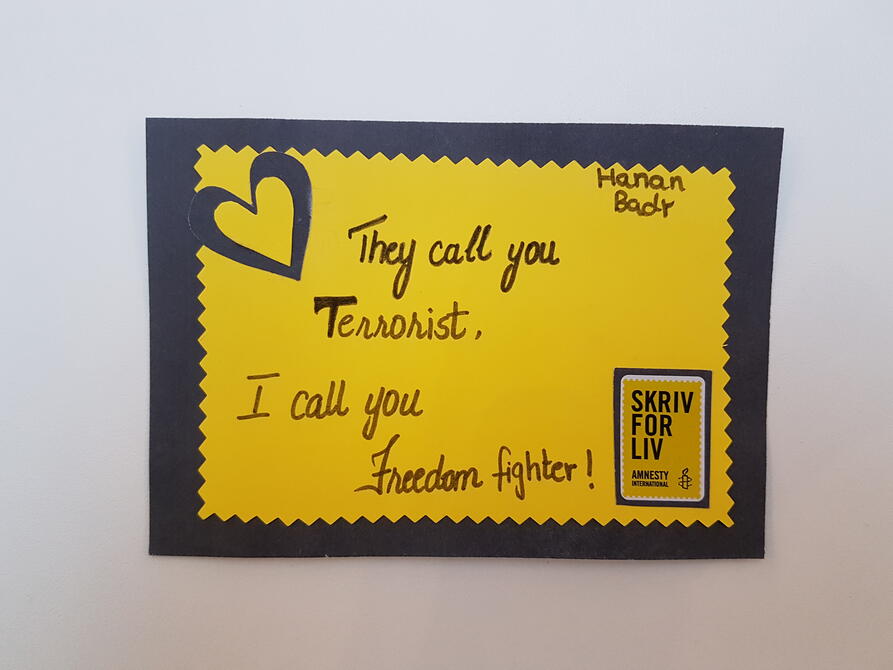 Hanan
Badr
They call you
Terrorist,
I call you
Freedom fighter!
SKRIV
FOR
LIV
AMNESTY
INTERNATIONAL